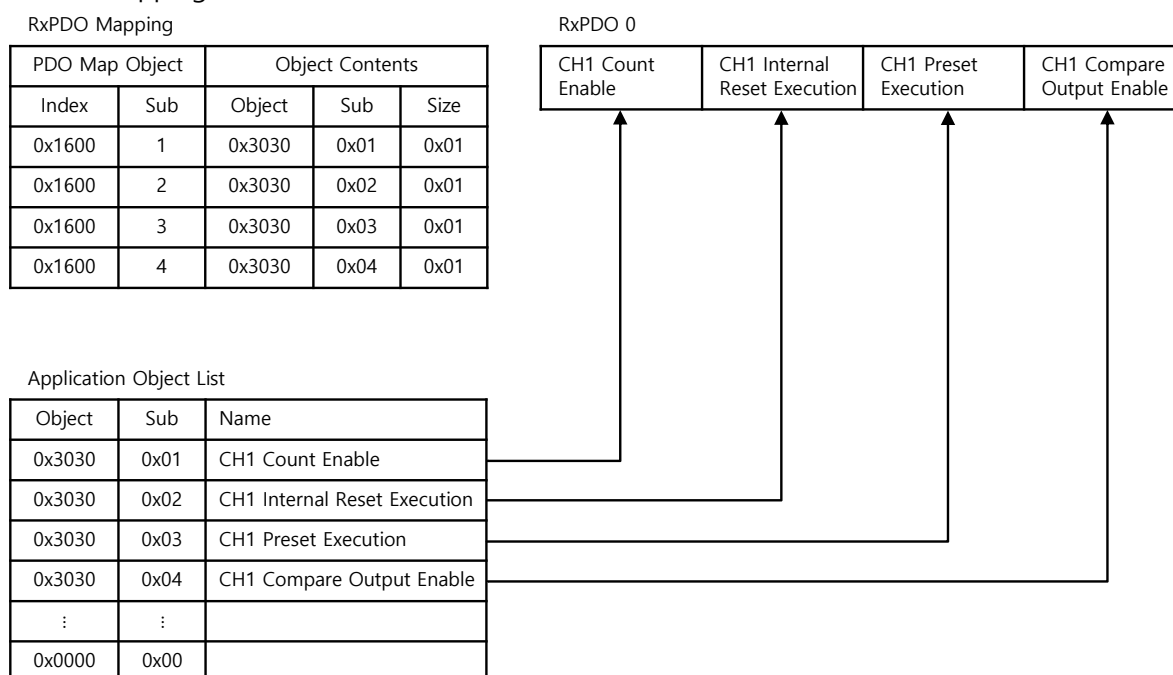 RxPDO Mapping
PDO Map Object Object Contents
Index Sub Object Sub Size
0x1600 1 0x3030 0x01 0x01
0x1600 2 0x3030 0x02 0x01
0x1600 3 0x3030 0x03 0x01
0x1600 4 0x3030 0x04 0x01
RxPDO 0
CH1 Count
Enable
CH1 Internal
Reset Execution
CH1 Preset
Execution
CH1 Compare
Output Enable
Application Object List
Object Sub Name
0x3030 0x01 CH1 Count Enable
0x3030 0x02 CH1 Internal Reset Execution
0x3030 0x03 CH1 Preset Execution
0x3030 0x04 CH1 Compare Output Enable
⋮ ⋮
0x0000 0x00